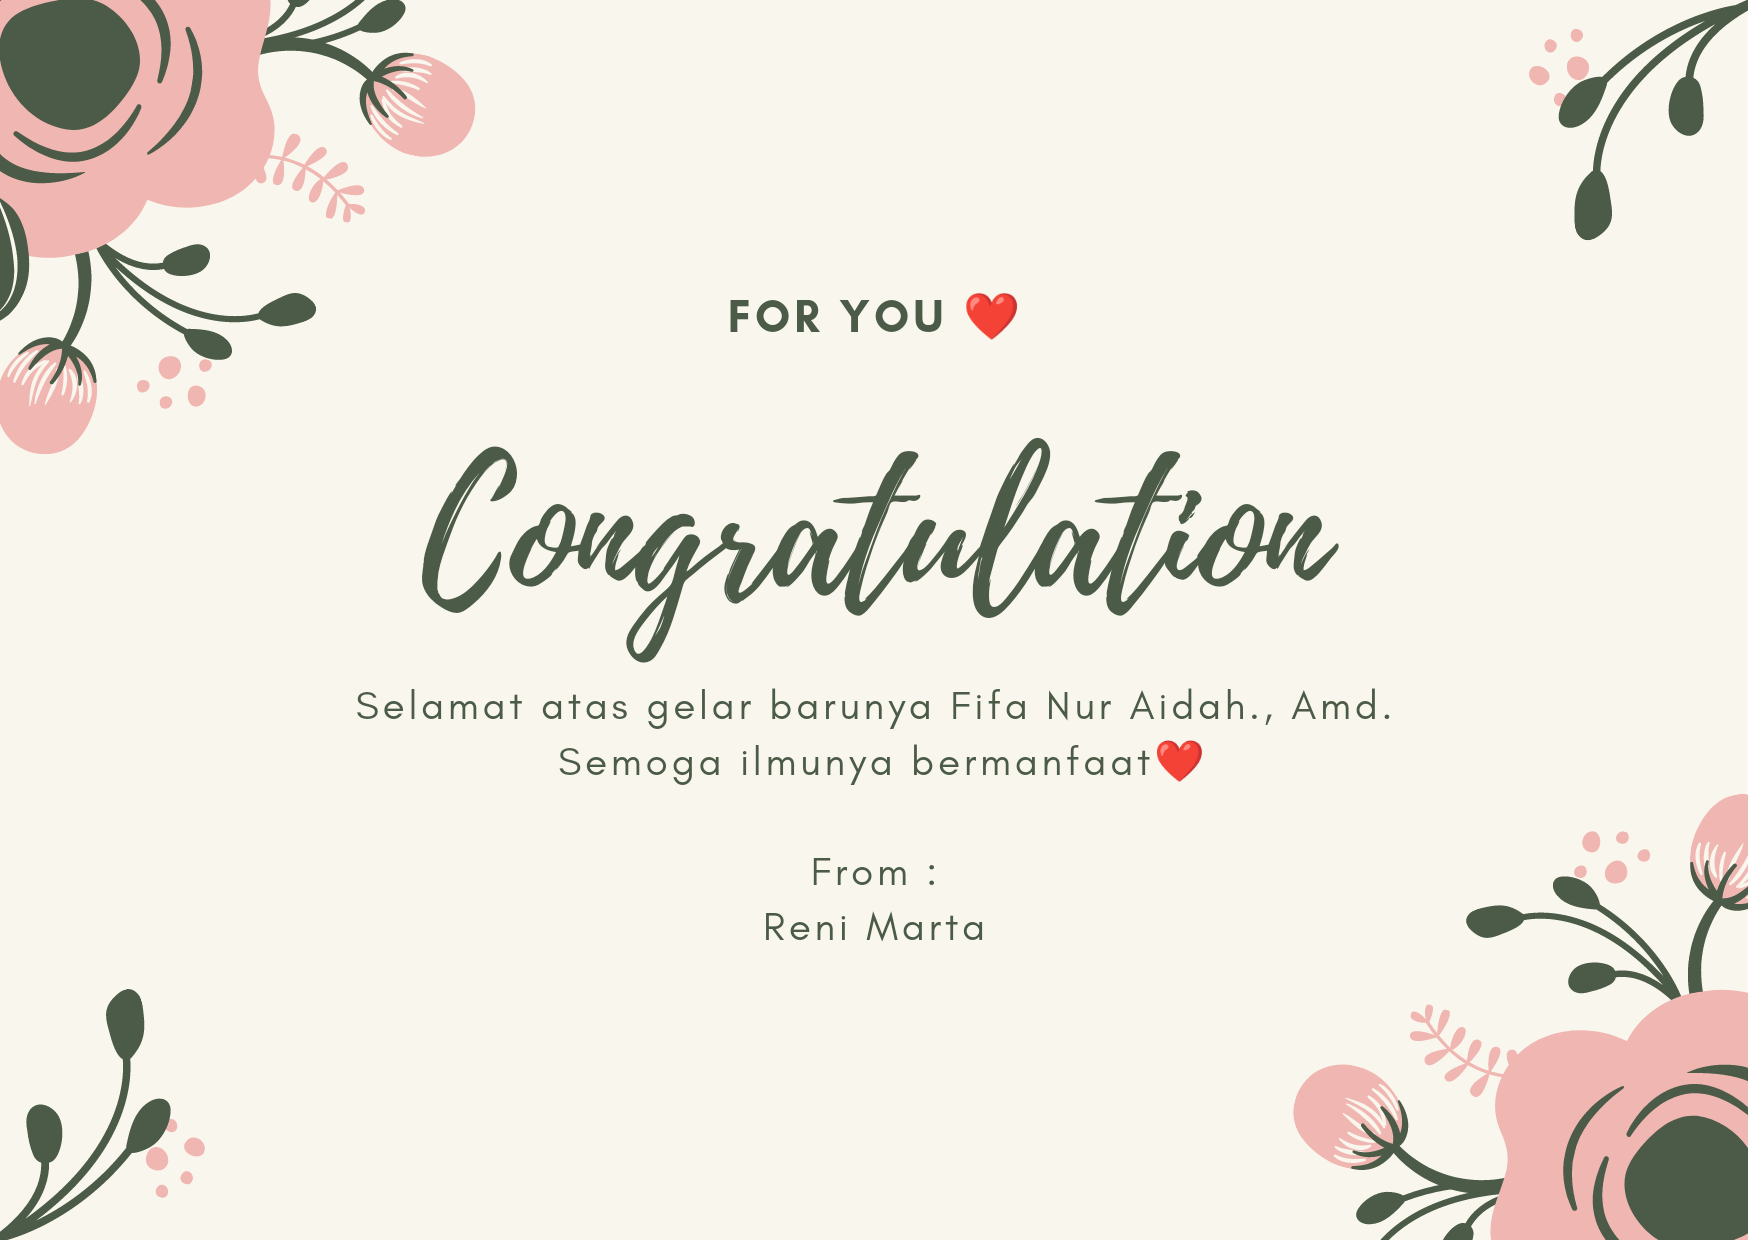 FOR YOU ❤️
Congratulation
Selamat atas gelar barunya Fifa Nur Aidah., Amd.
Semoga ilmunya bermanfaat❤️
From :
Reni Marta